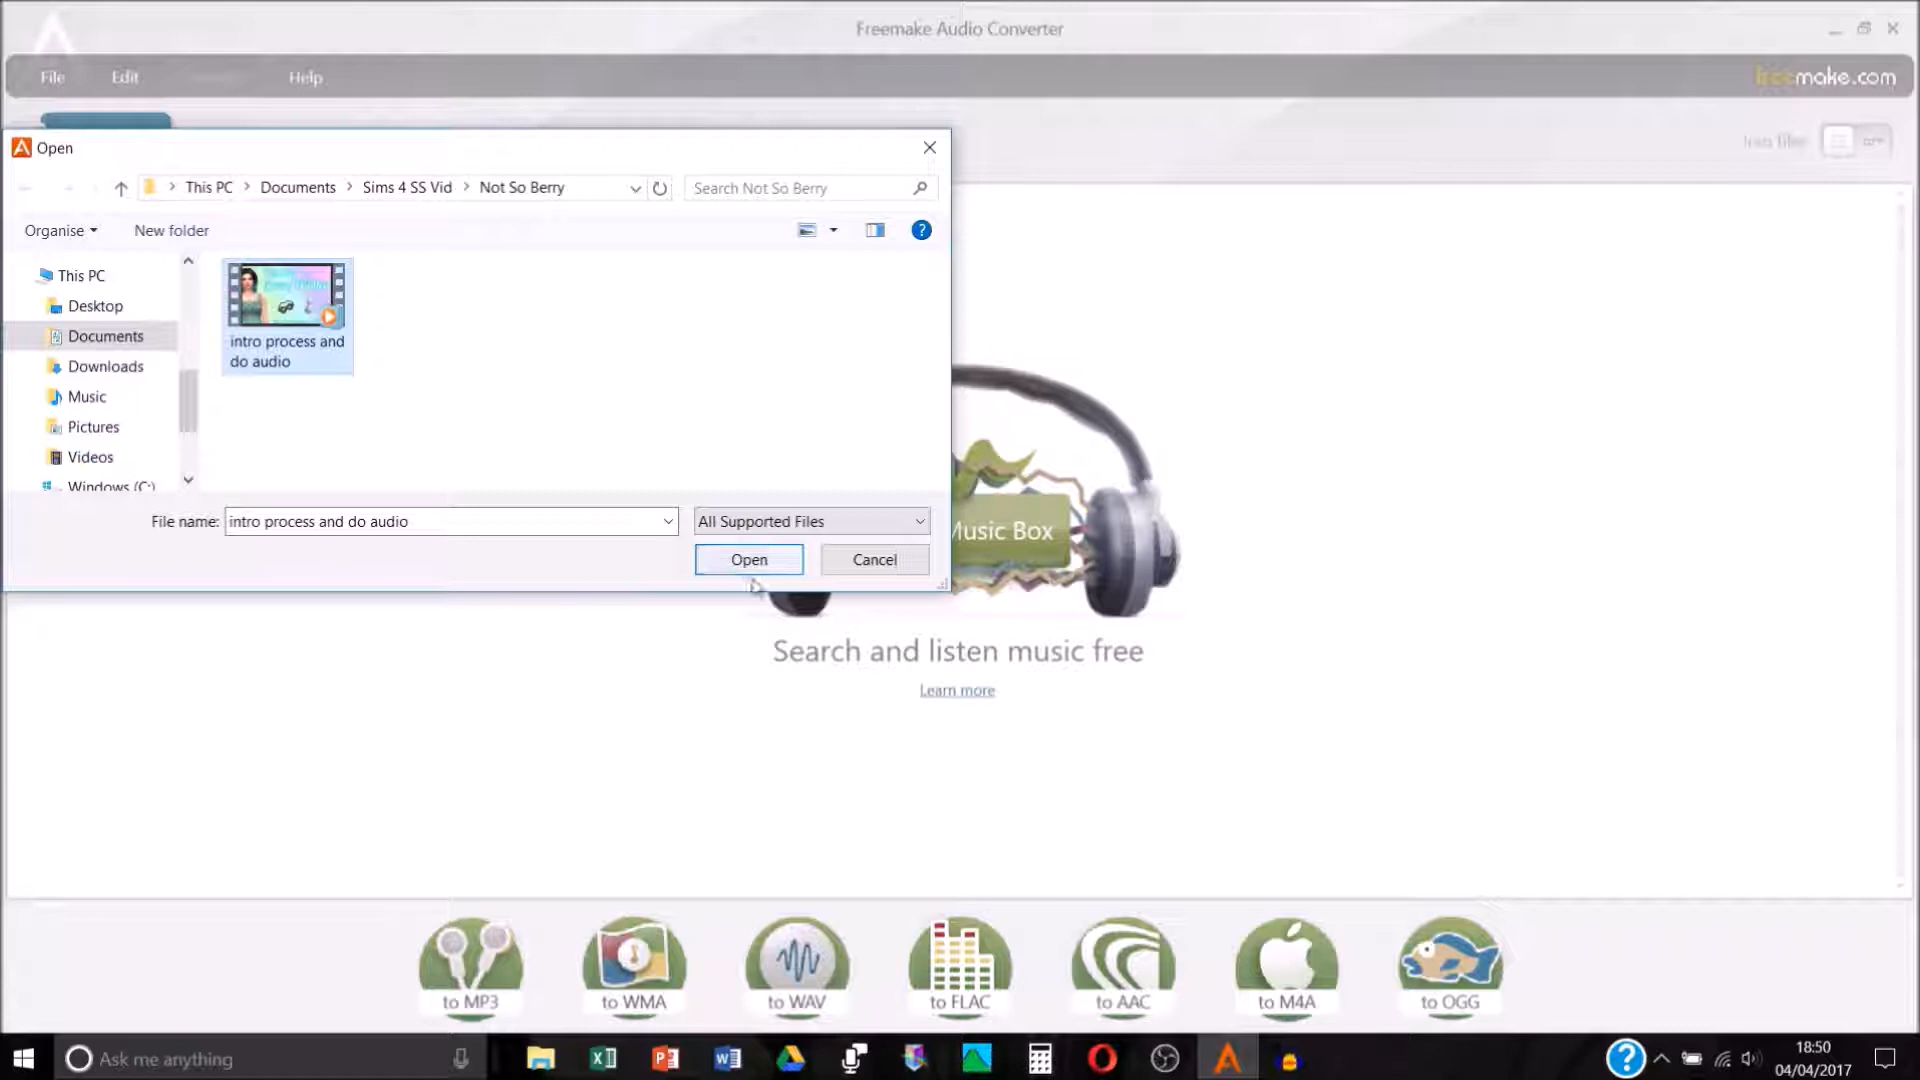 Freemake Audio Converter
File Edit Help
freemake.com
Open
This PC Documents Sims 4 SS Vid Not So Berry
Search Not So Berry
Organise New folder
This PC
Desktop
Documents
Downloads
Music
Pictures
Videos
Windows (C:)
intro process and
do audio
File name: intro process and do audio
All Supported Files
Open Cancel
Music Box
Search and listen music free
Learn more
to MP3 to WMA to WAV to FLAC to AAC to M4A to OGG
Ask me anything
18:50
04/04/2017